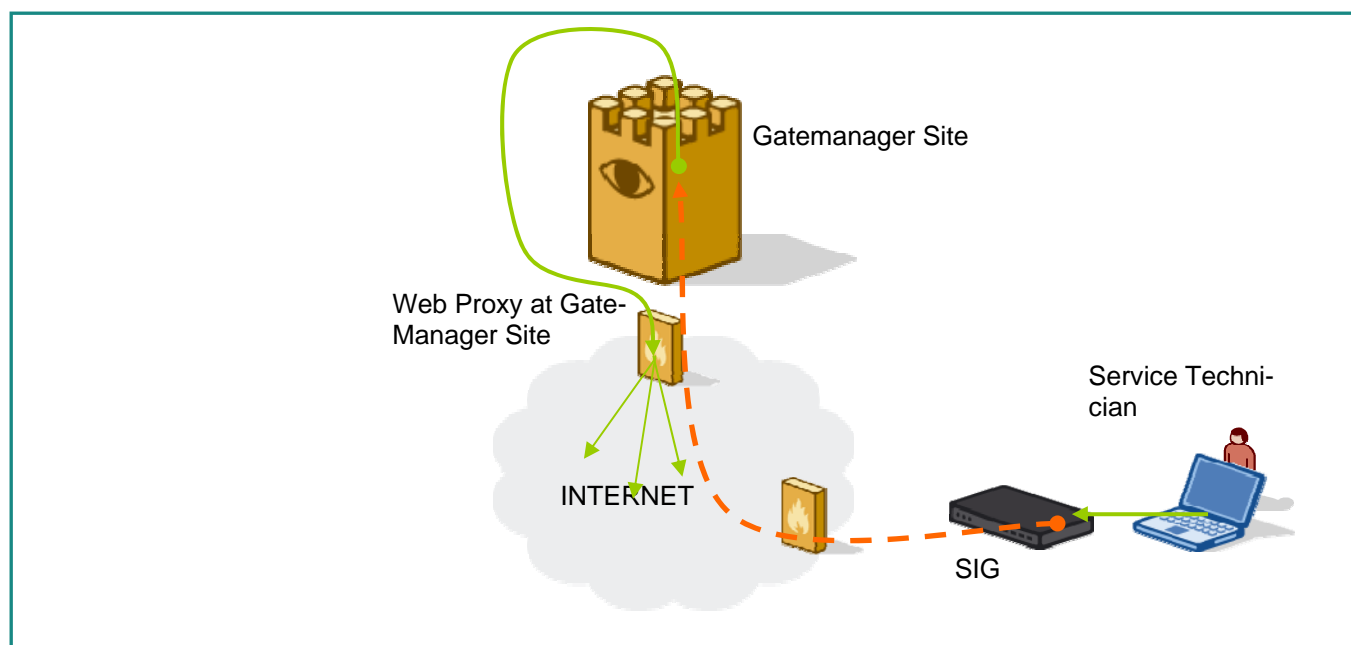 Gatemanager Site
Web Proxy at Gate-
Manager Site
Service Techni-
cian
INTERNET
SIG